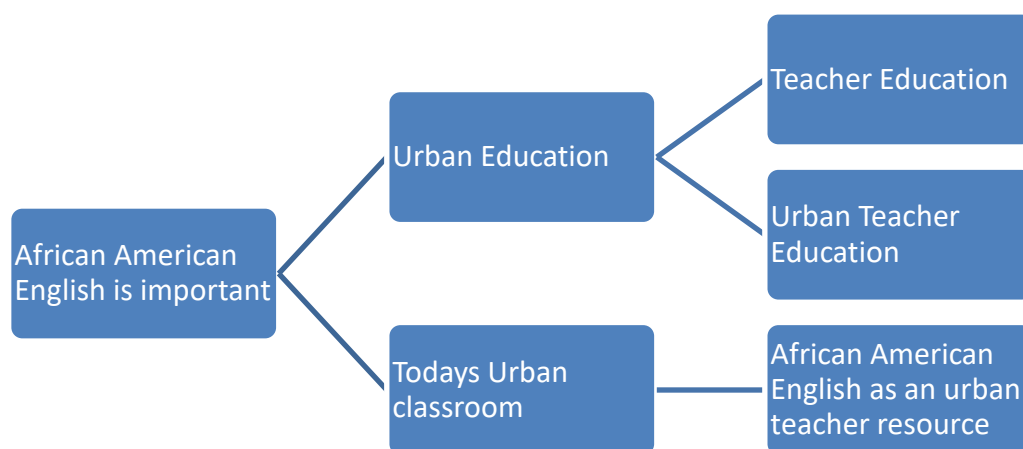 African American
English is important
Urban Education
Todays Urban
classroom
Teacher Education
Urban Teacher
Education
African American
English as an urban
teacher resource